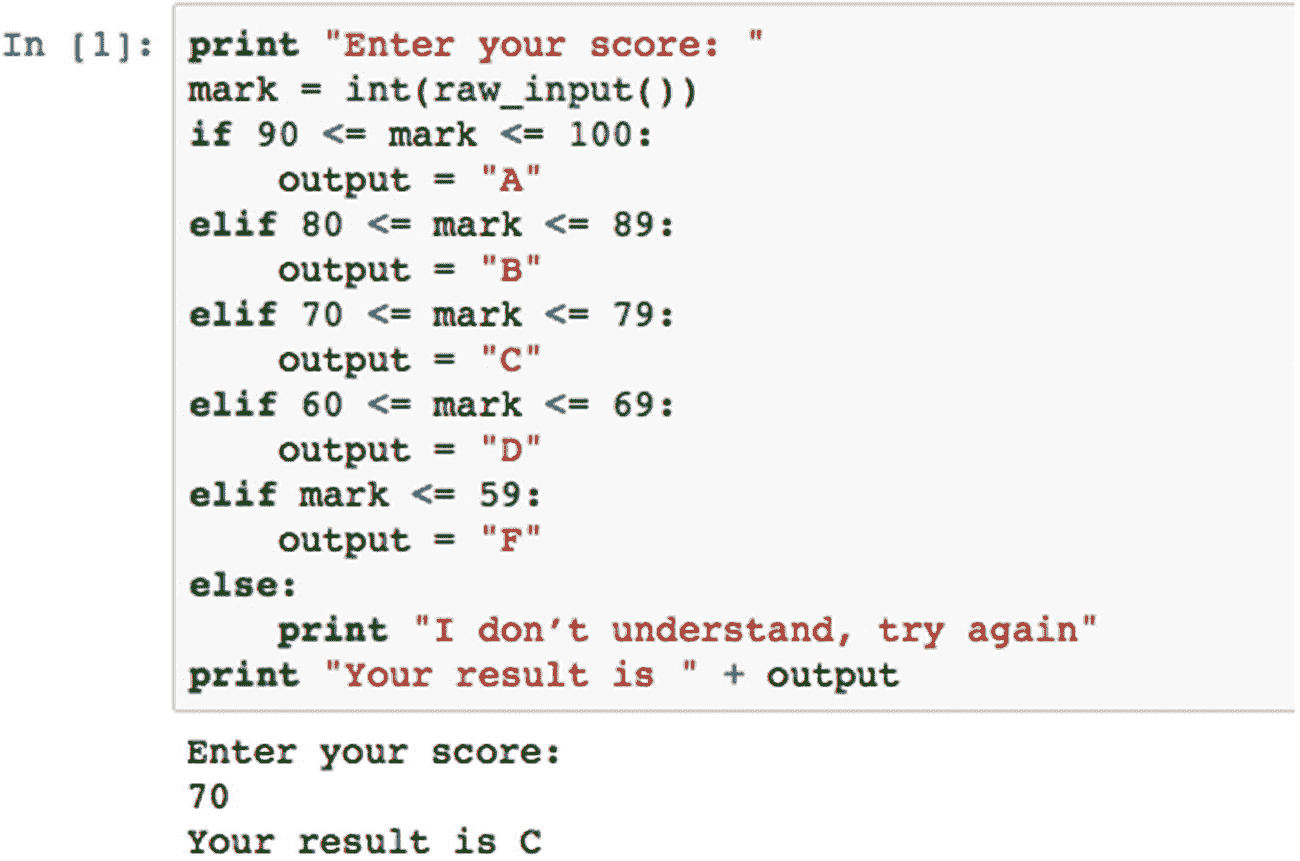 In [1]: print "Enter your score: "
mark = int(raw_input())
if 90 <= mark <= 100:
    output = "A"
elif 80 <= mark <= 89:
    output = "B"
elif 70 <= mark <= 79:
    output = "C"
elif 60 <= mark <= 69:
    output = "D"
elif mark <= 59:
    output = "F"
else:
    print "I don’t understand, try again"
print "Your result is " + output
Enter your score:
70
Your result is C